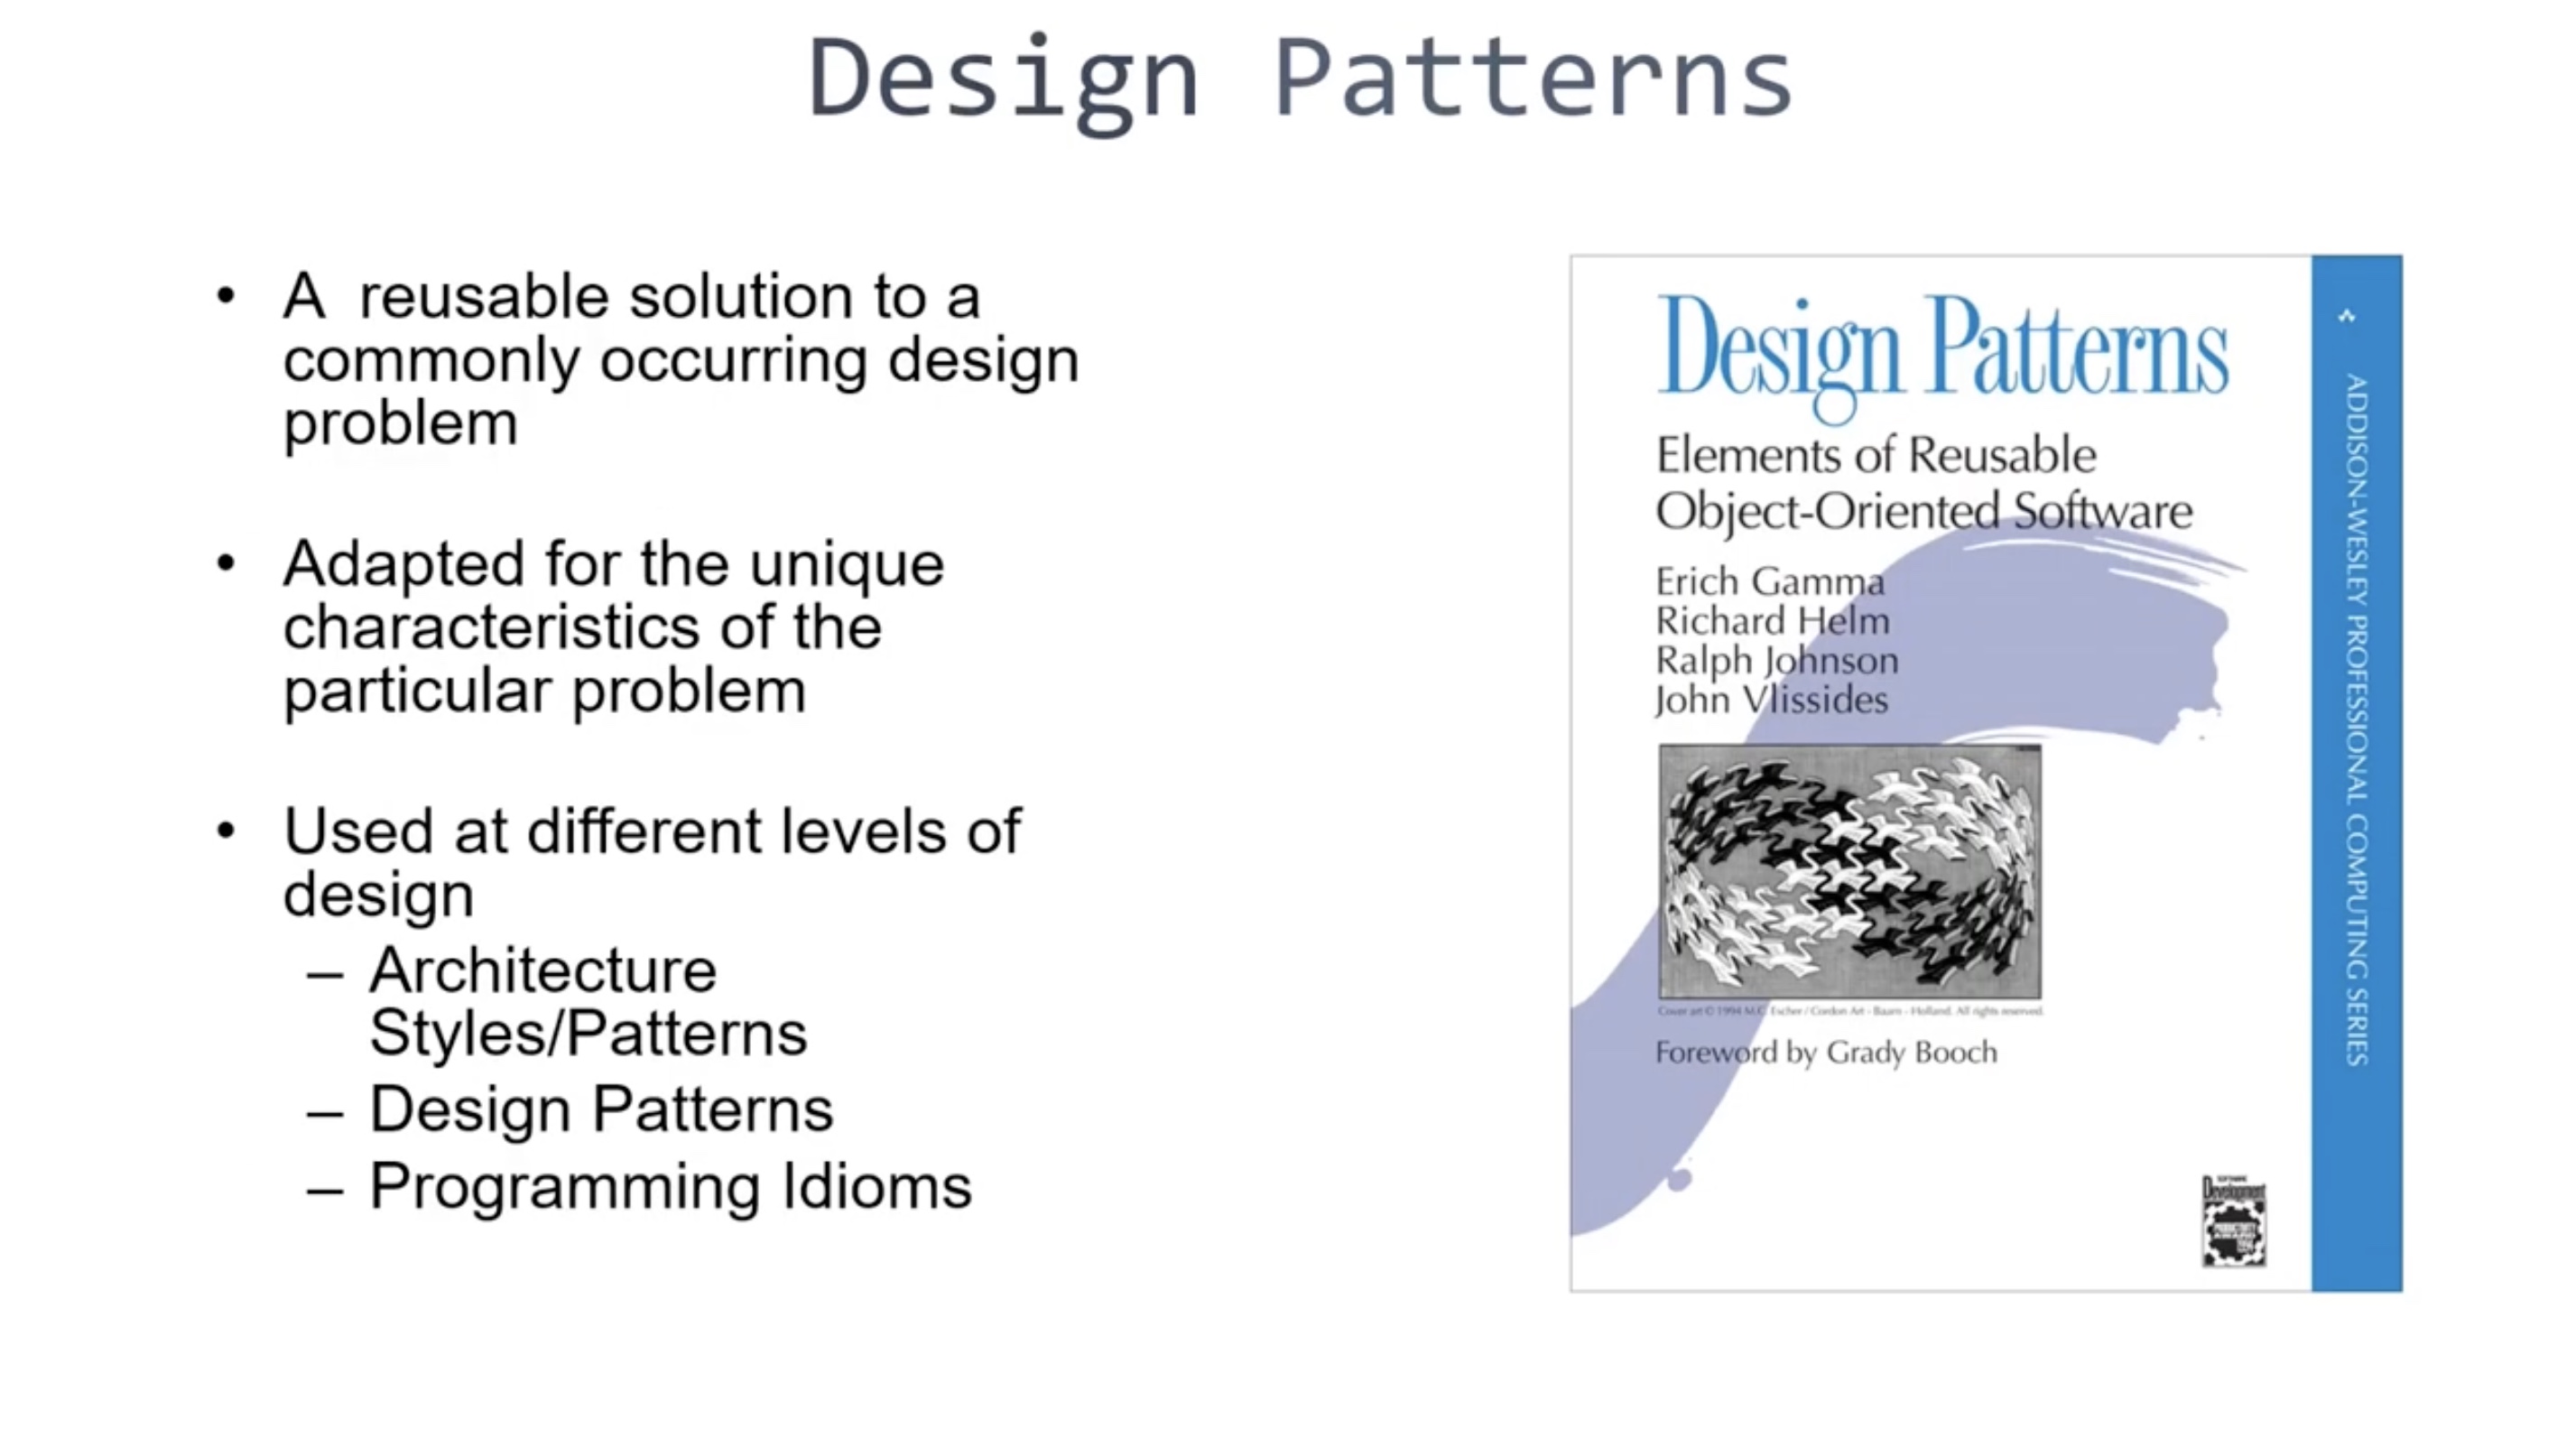 Design Patterns
• A reusable solution to a
commonly occurring design
problem
• Adapted for the unique
characteristics of the
particular problem
• Used at different levels of
design
– Architecture
Styles/Patterns
– Design Patterns
– Programming Idioms
Design Patterns
Elements of Reusable
Object-Oriented Software
Erich Gamma
Richard Helm
Ralph Johnson
John Vlissides
Cover art © 1994 M.C. Escher / Cordon Art - Baarn - Holland. All rights reserved.
Foreword by Grady Booch
ADDISON-WESLEY PROFESSIONAL COMPUTING SERIES
Development